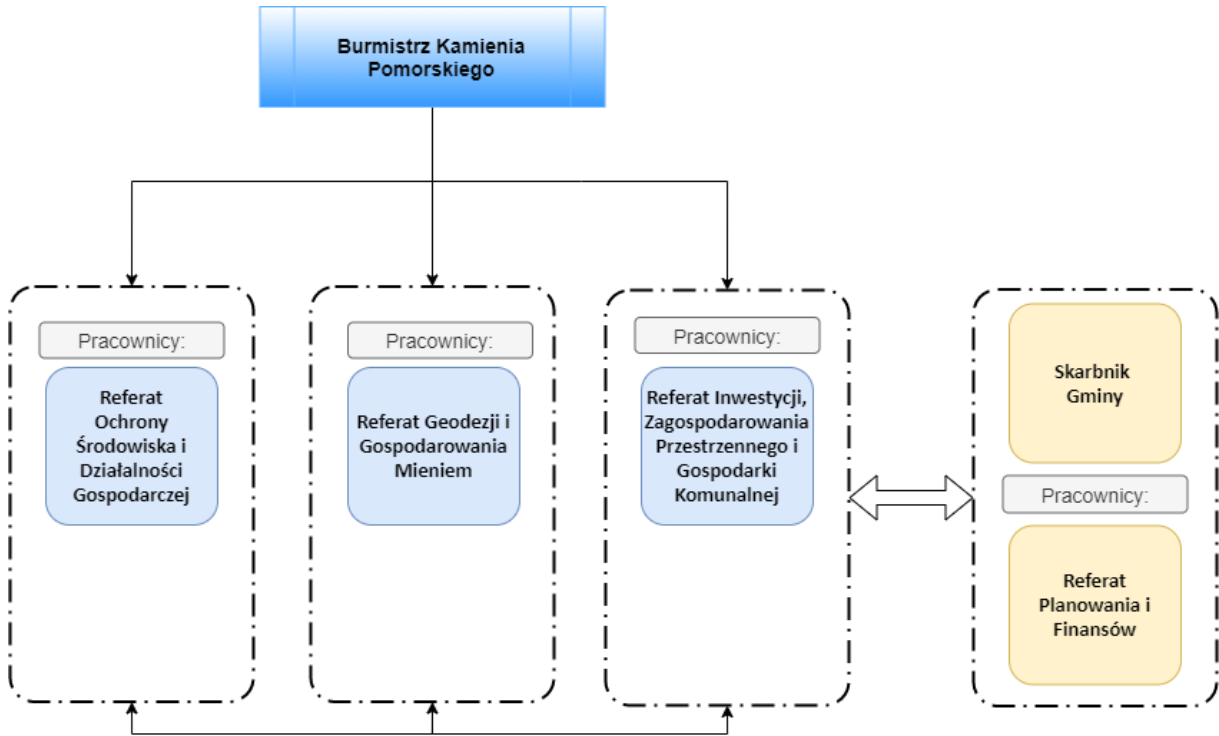 Burmistrz Kamienia
Pomorskiego
Pracownicy:
Referat
Ochrony
Środowiska i
Działalności
Gospodarczej
Pracownicy:
Referat Geodezji i
Gospodarowania
Mieniem
Pracownicy:
Referat Inwestycji,
Zagospodarowania
Przestrzennego i
Gospodarki
Komunalnej
Skarbnik
Gminy
Pracownicy:
Referat
Planowania i
Finansów